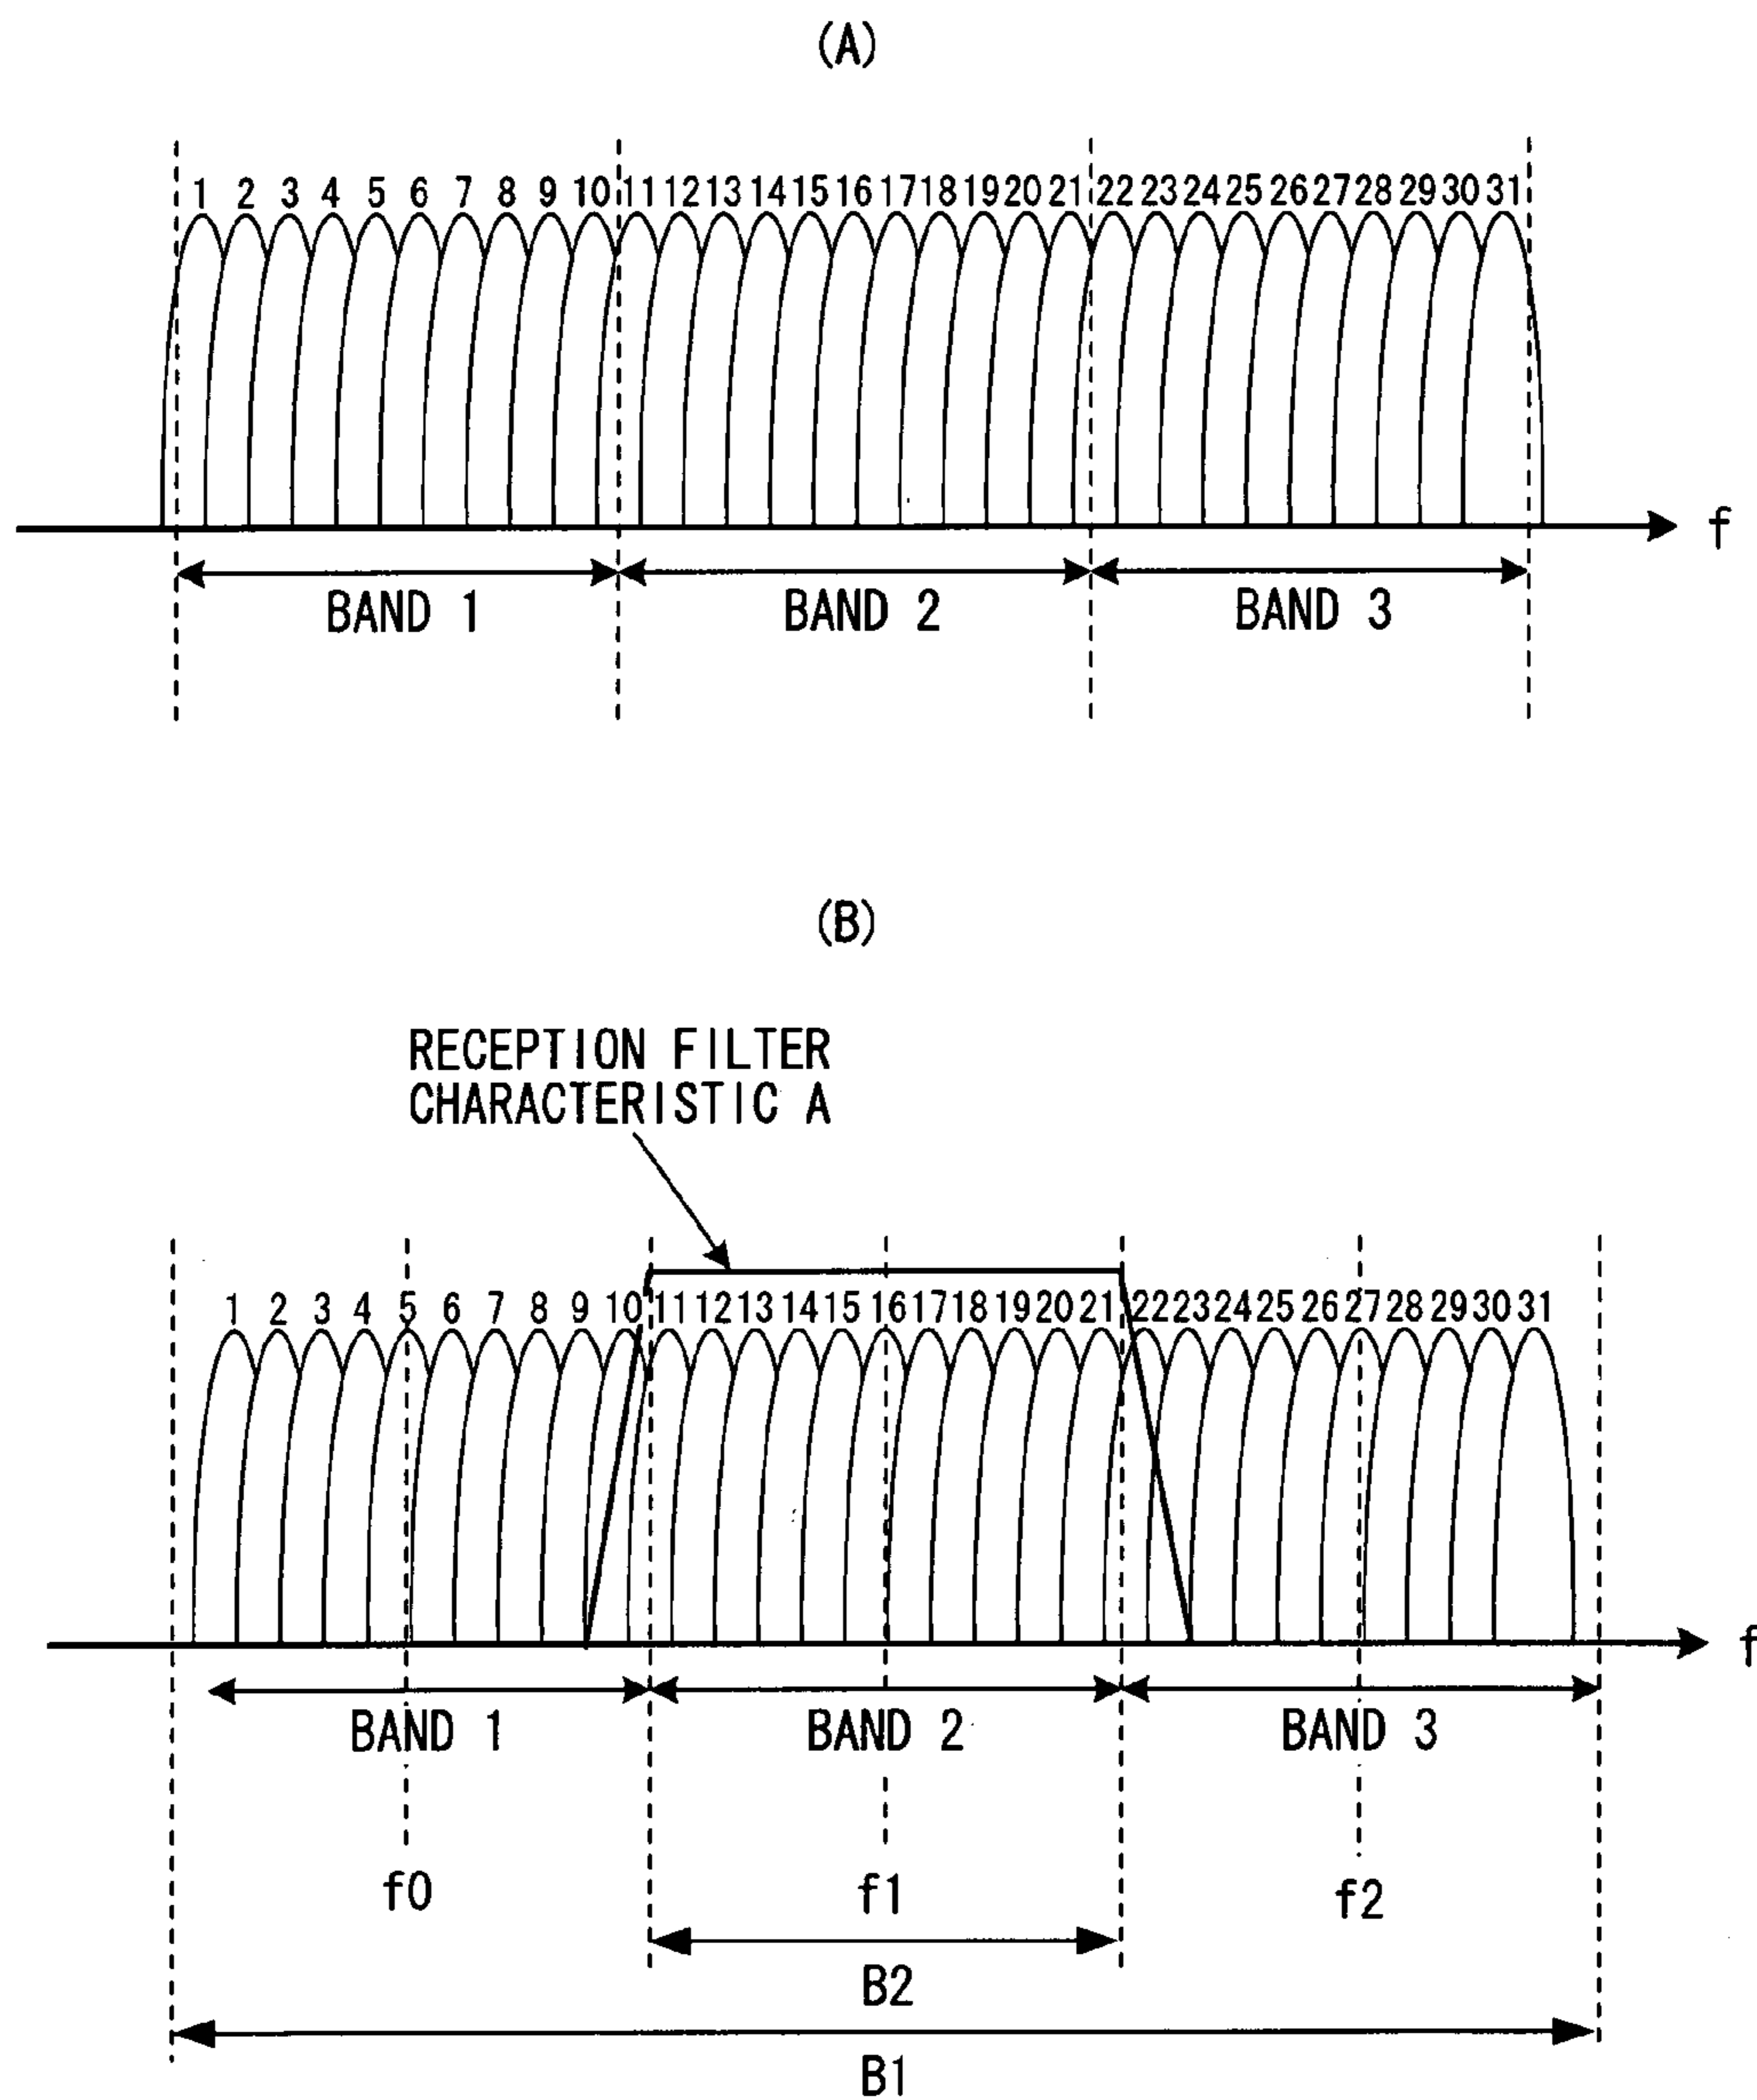 (A)
1 2 3 4 5 6 7 8 9 10 11 12 13 14 15 16 17 18 19 20 21 22 23 24 25 26 27 28 29 30 31
f
BAND 1 BAND 2 BAND 3
(B)
RECEPTION FILTER
CHARACTERISTIC A
1 2 3 4 5 6 7 8 9 10 11 12 13 14 15 16 17 18 19 20 21 22 23 24 25 26 27 28 29 30 31
f
BAND 1 BAND 2 BAND 3
f0 f1 f2
B2
B1